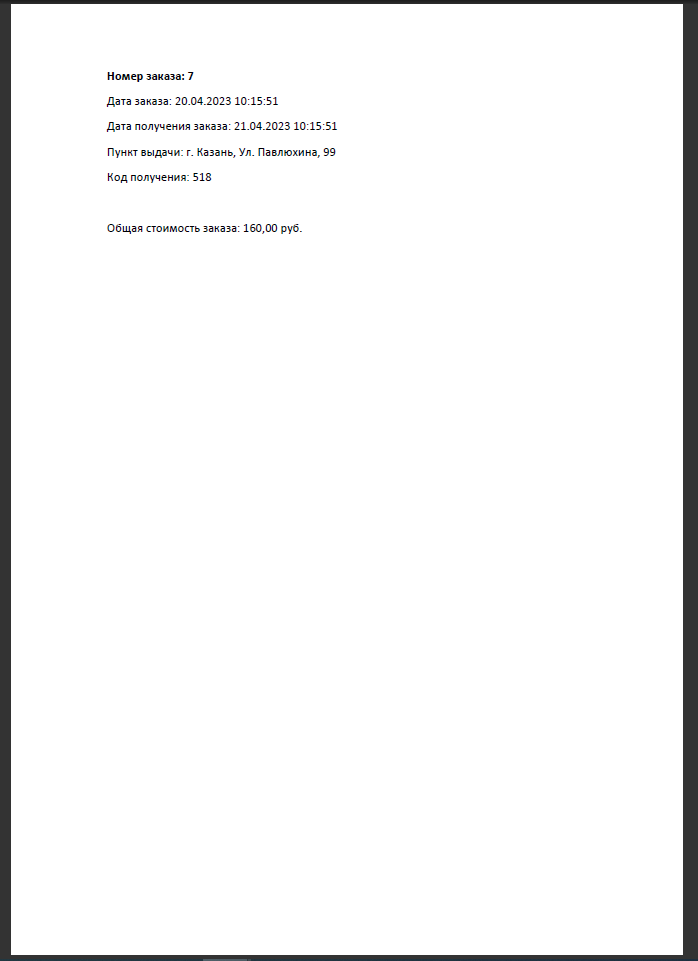 Номер заказа: 7
Дата заказа: 20.04.2023 10:15:51
Дата получения заказа: 21.04.2023 10:15:51
Пункт выдачи: г. Казань, Ул. Павлюхина, 99
Код получения: 518
Общая стоимость заказа: 160,00 руб.